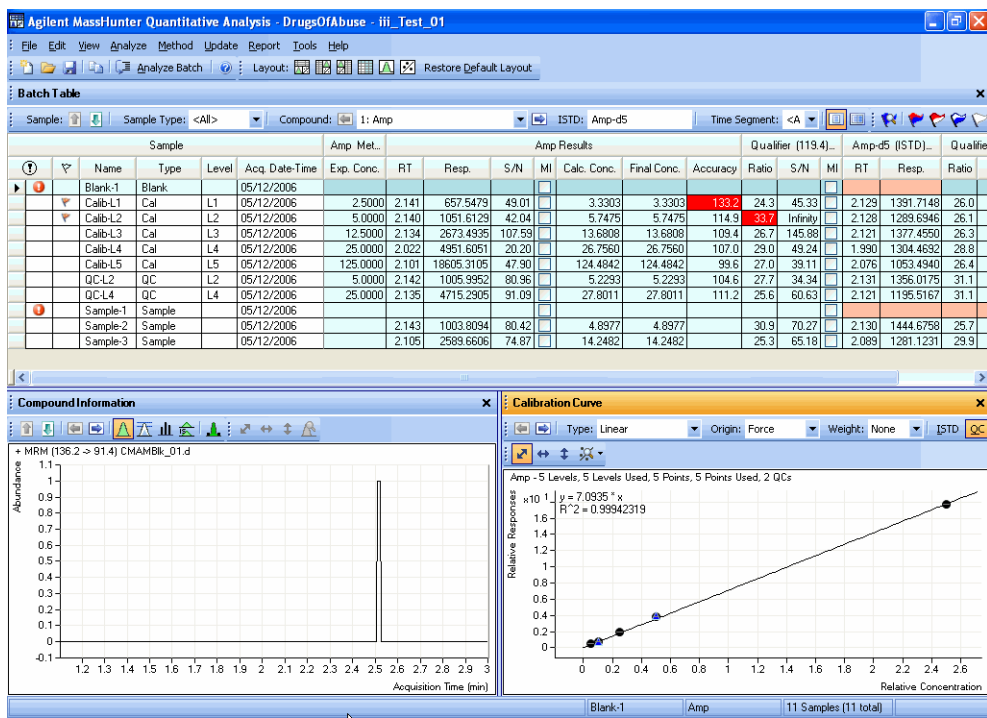 Agilent MassHunter Quantitative Analysis - DrugsOfAbuse - iii_Test_01
File Edit View Analyze Method Update Report Tools Help
Analyze Batch Layout: Restore Default Layout
Batch Table
Sample: Sample Type: <All> Compound: 1: Amp ISTD: Amp-d5 Time Segment: <A
Sample Amp Met... Amp Results Qualifier (119.4)... Amp-d5 (ISTD)... Qualifie
Name Type Level Acq. Date-Time Exp. Conc. RT Resp. S/N MI Calc. Conc. Final Conc. Accuracy Ratio S/N MI RT Resp. Ratio
Blank-1 Blank 05/12/2006
Calib-L1 Cal L1 05/12/2006 2.5000 2.141 657.5479 49.01 3.3303 3.3303 133.2 24.3 45.33 2.129 1391.7148 26.0
Calib-L2 Cal L2 05/12/2006 5.0000 2.140 1051.6129 42.04 5.7475 5.7475 114.9 33.7 Infinity 2.128 1289.6946 26.1
Calib-L3 Cal L3 05/12/2006 12.5000 2.134 2673.4935 107.59 13.6808 13.6808 109.4 26.7 145.88 2.121 1377.4550 26.3
Calib-L4 Cal L4 05/12/2006 25.0000 2.022 4951.6051 20.20 26.7560 26.7560 107.0 29.0 49.24 1.990 1304.4692 28.8
Calib-L5 Cal L5 05/12/2006 125.0000 2.101 18605.3105 47.90 124.4842 124.4842 99.6 27.0 39.11 2.076 1053.4940 26.4
QC-L2 QC L2 05/12/2006 5.0000 2.142 1005.9952 80.96 5.2293 5.2293 104.6 27.7 34.34 2.131 1356.0175 31.1
QC-L4 QC L4 05/12/2006 25.0000 2.135 4715.2905 91.09 27.8011 27.8011 111.2 25.6 60.63 2.121 1195.5167 31.1
Sample-1 Sample 05/12/2006
Sample-2 Sample 05/12/2006 2.143 1003.8094 80.42 4.8977 4.8977 30.9 70.27 2.130 1444.6758 25.7
Sample-3 Sample 05/12/2006 2.105 2589.6606 74.87 14.2482 14.2482 25.3 65.18 2.089 1281.1231 29.9
Compound Information
+ MRM (136.2 -> 91.4) CMAMBlk_01.d
Abundance
1.1
1
0.9
0.8
0.7
0.6
0.5
0.4
0.3
0.2
0.1
0
-0.1
1.2 1.3 1.4 1.5 1.6 1.7 1.8 1.9 2 2.1 2.2 2.3 2.4 2.5 2.6 2.7 2.8 2.9 3
Acquisition Time (min)
Calibration Curve
Type: Linear Origin: Force Weight: None ISTD QC
Amp - 5 Levels, 5 Levels Used, 5 Points, 5 Points Used, 2 QCs
Relative Responses
x10 1
y = 7.0935 * x
R^2 = 0.99942319
1.6
1.4
1.2
1
0.8
0.6
0.4
0.2
0
0 0.2 0.4 0.6 0.8 1 1.2 1.4 1.6 1.8 2 2.2 2.4 2.6
Relative Concentration
Blank-1 Amp 11 Samples (11 total)